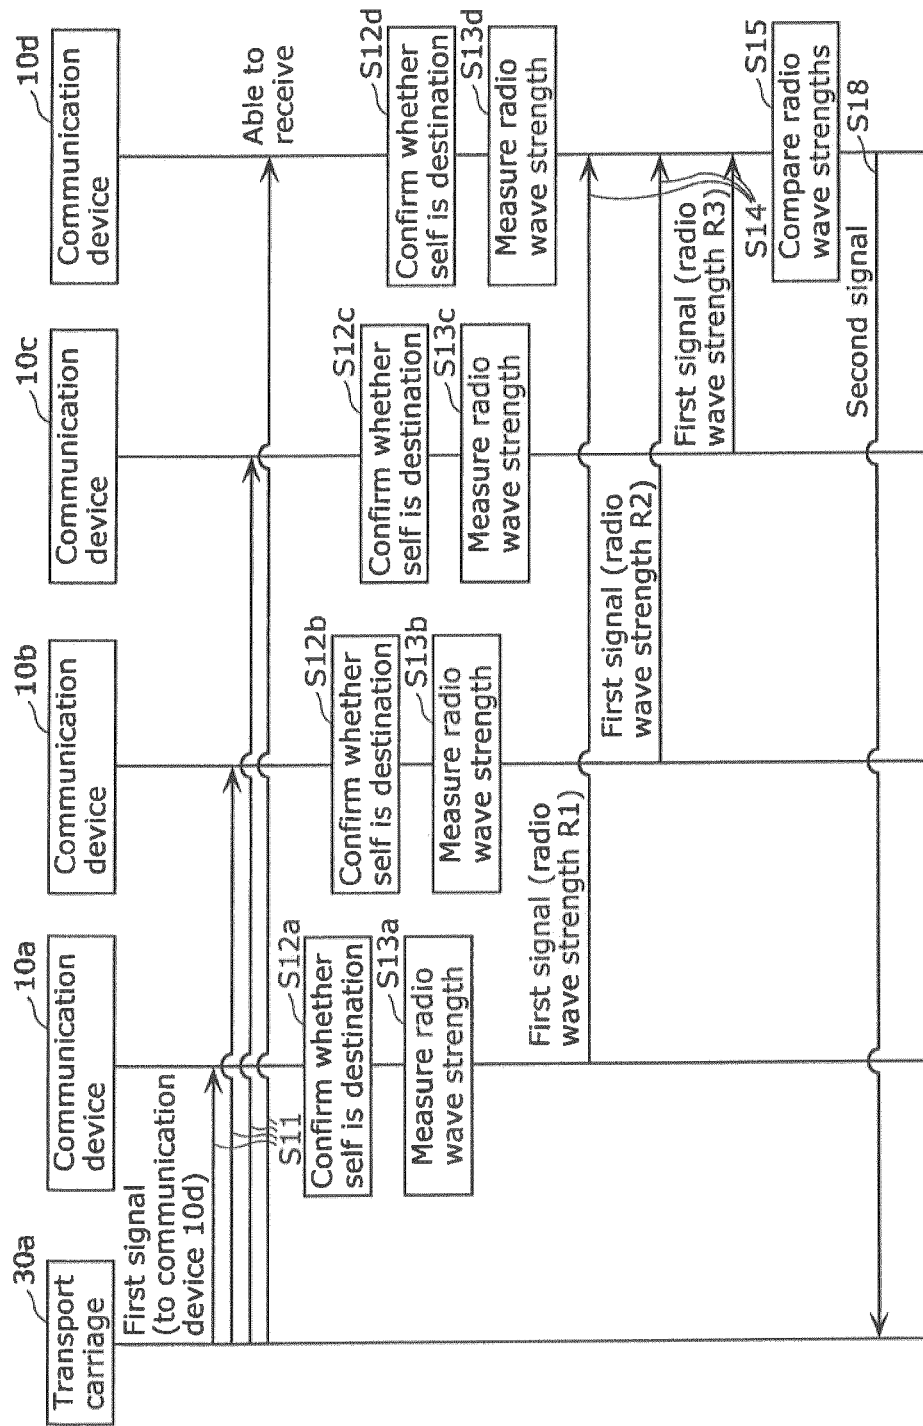 30a
Transport
carriage
10a
Communication
device
10b
Communication
device
10c
Communication
device
10d
Communication
device
First signal
(to communication
device 10d)
S11
Able to
receive
S12a
Confirm whether
self is destination
S12b
Confirm whether
self is destination
S12c
Confirm whether
self is destination
S12d
Confirm whether
self is destination
S13a
Measure radio
wave strength
S13b
Measure radio
wave strength
S13c
Measure radio
wave strength
S13d
Measure radio
wave strength
First signal (radio
wave strength R1)
First signal (radio
wave strength R2)
First signal (radio
wave strength R3)
S14
S15
Compare radio
wave strengths
Second signal
S18